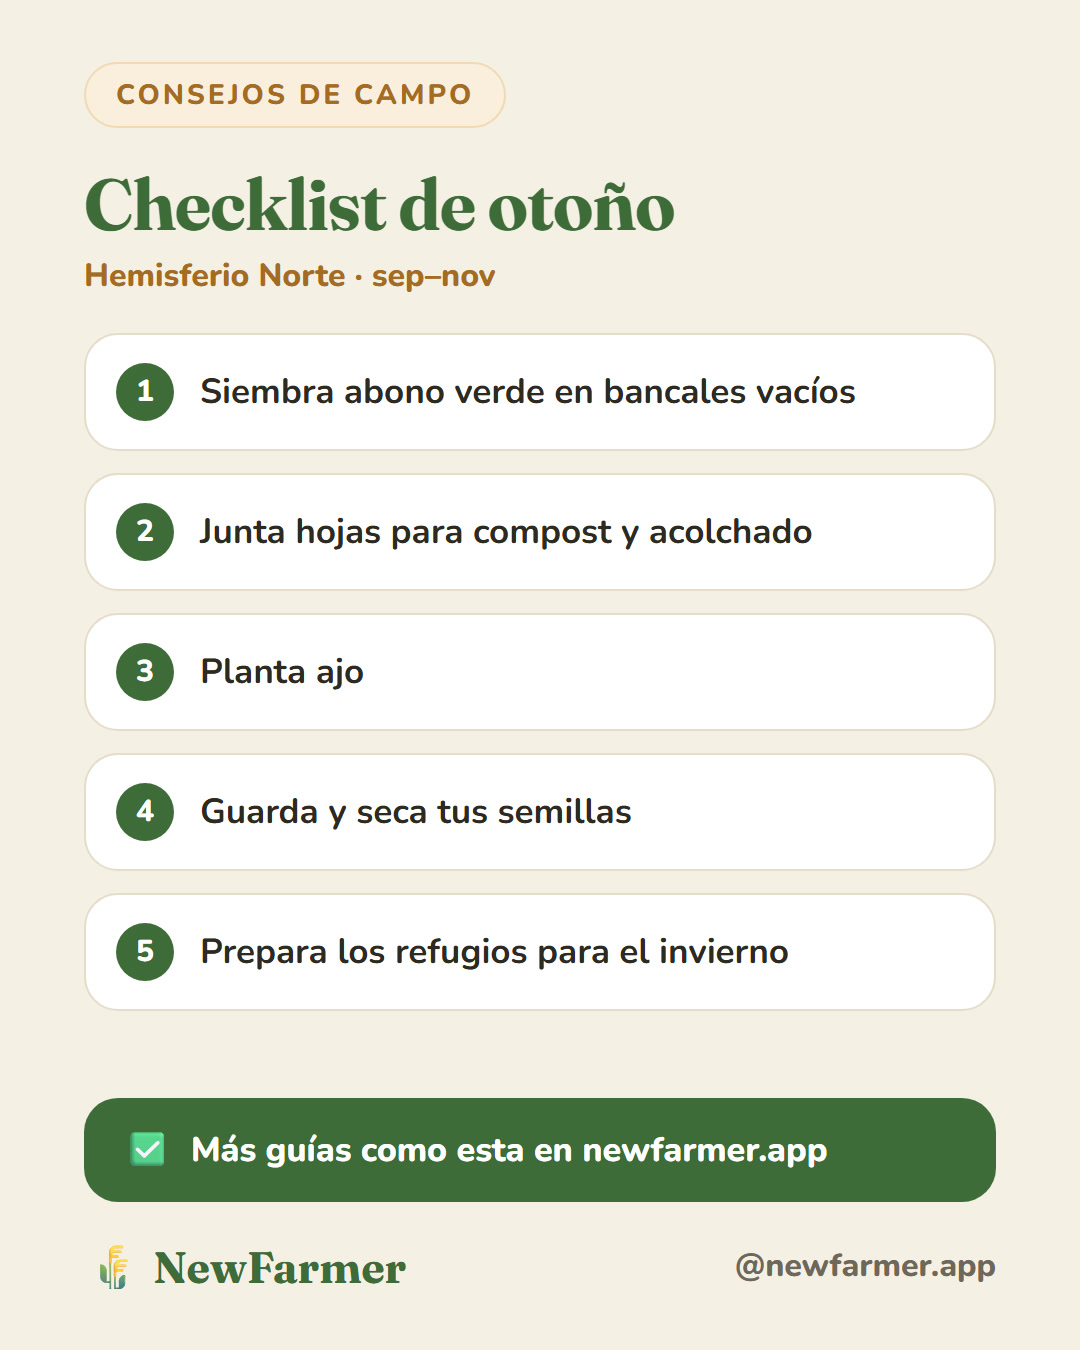 CONSEJOS DE CAMPO
Checklist de otoño
Hemisferio Norte · sep–nov
1 Siembra abono verde en bancales vacíos
2 Junta hojas para compost y acolchado
3 Planta ajo
4 Guarda y seca tus semillas
5 Prepara los refugios para el invierno
Más guías como esta en newfarmer.app
NewFarmer
@newfarmer.app